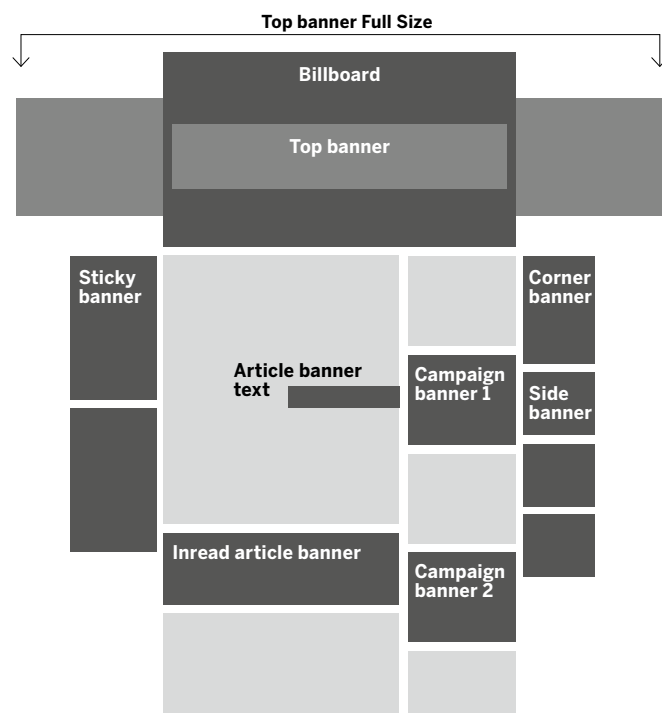 Top banner Full Size
Billboard
Top banner
Sticky
banner
Corner
banner
Article banner
text
Campaign
banner 1
Side
banner
Inread article banner
Campaign
banner 2